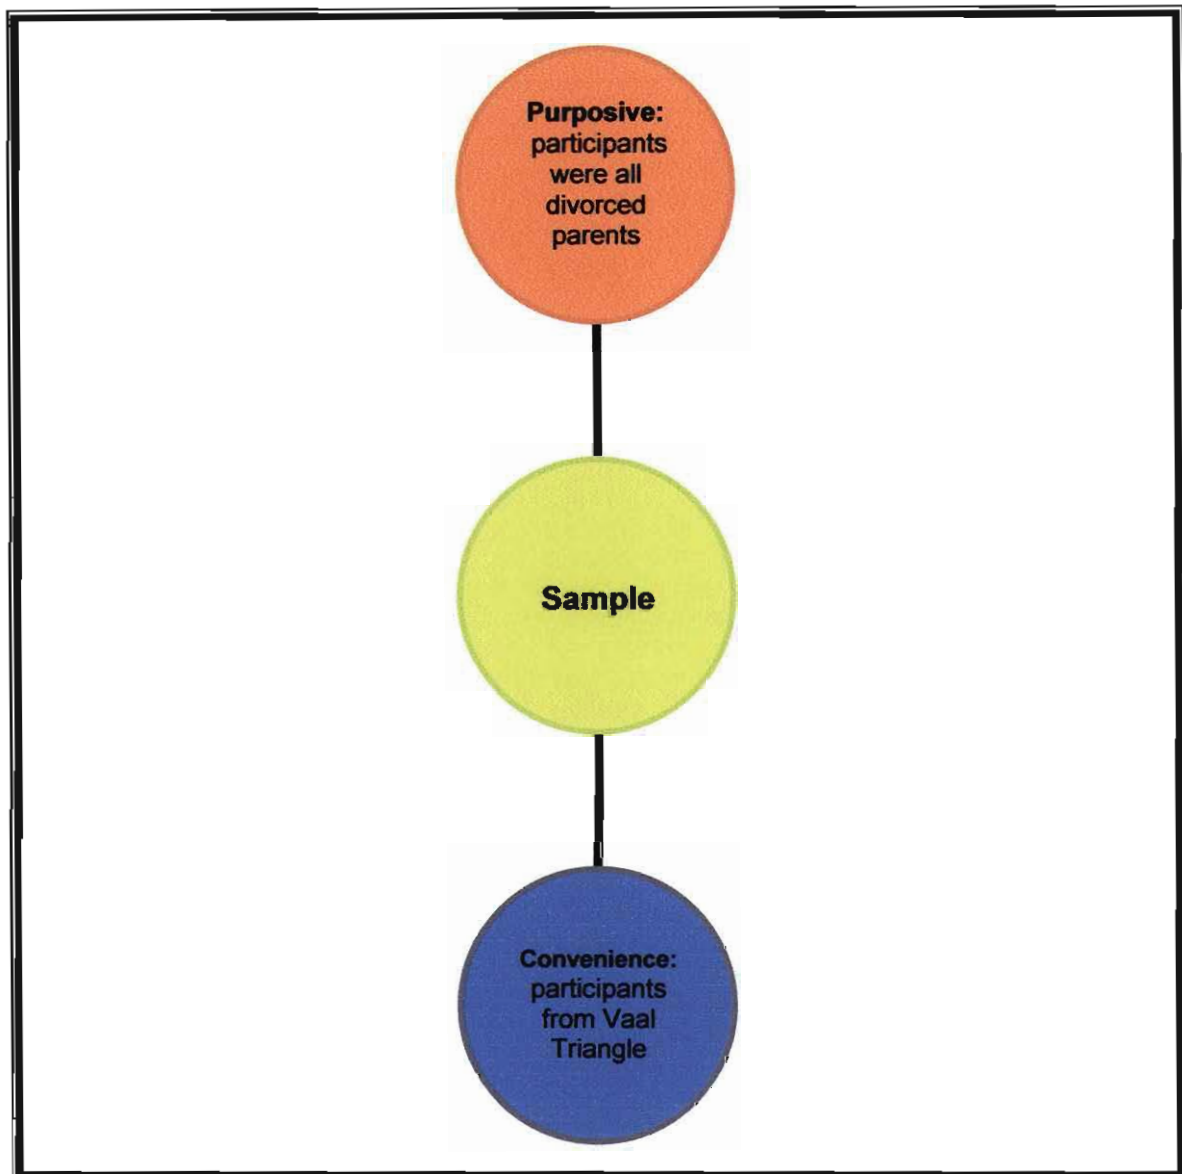 Purposive:
participants
were all
divorced
parents
Sample
Convenience:
participants
from Vaal
Triangle